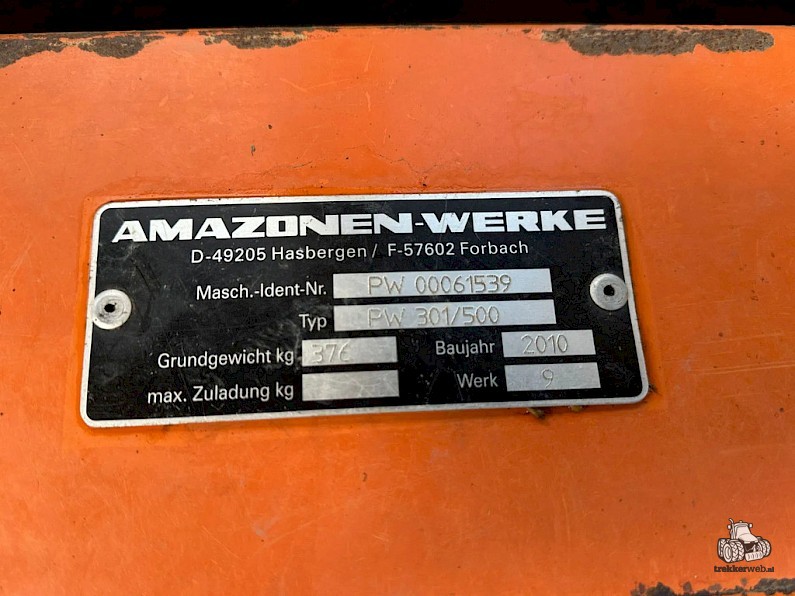 AMAZONEN-WERKE
D-49205 Hasbergen / F-57602 Forbach
Masch.-Ident-Nr. PW 00061539
Typ PW 301/500
Grundgewicht kg 376 Baujahr 2010
max. Zuladung kg Werk 9
trekkerweb.nl